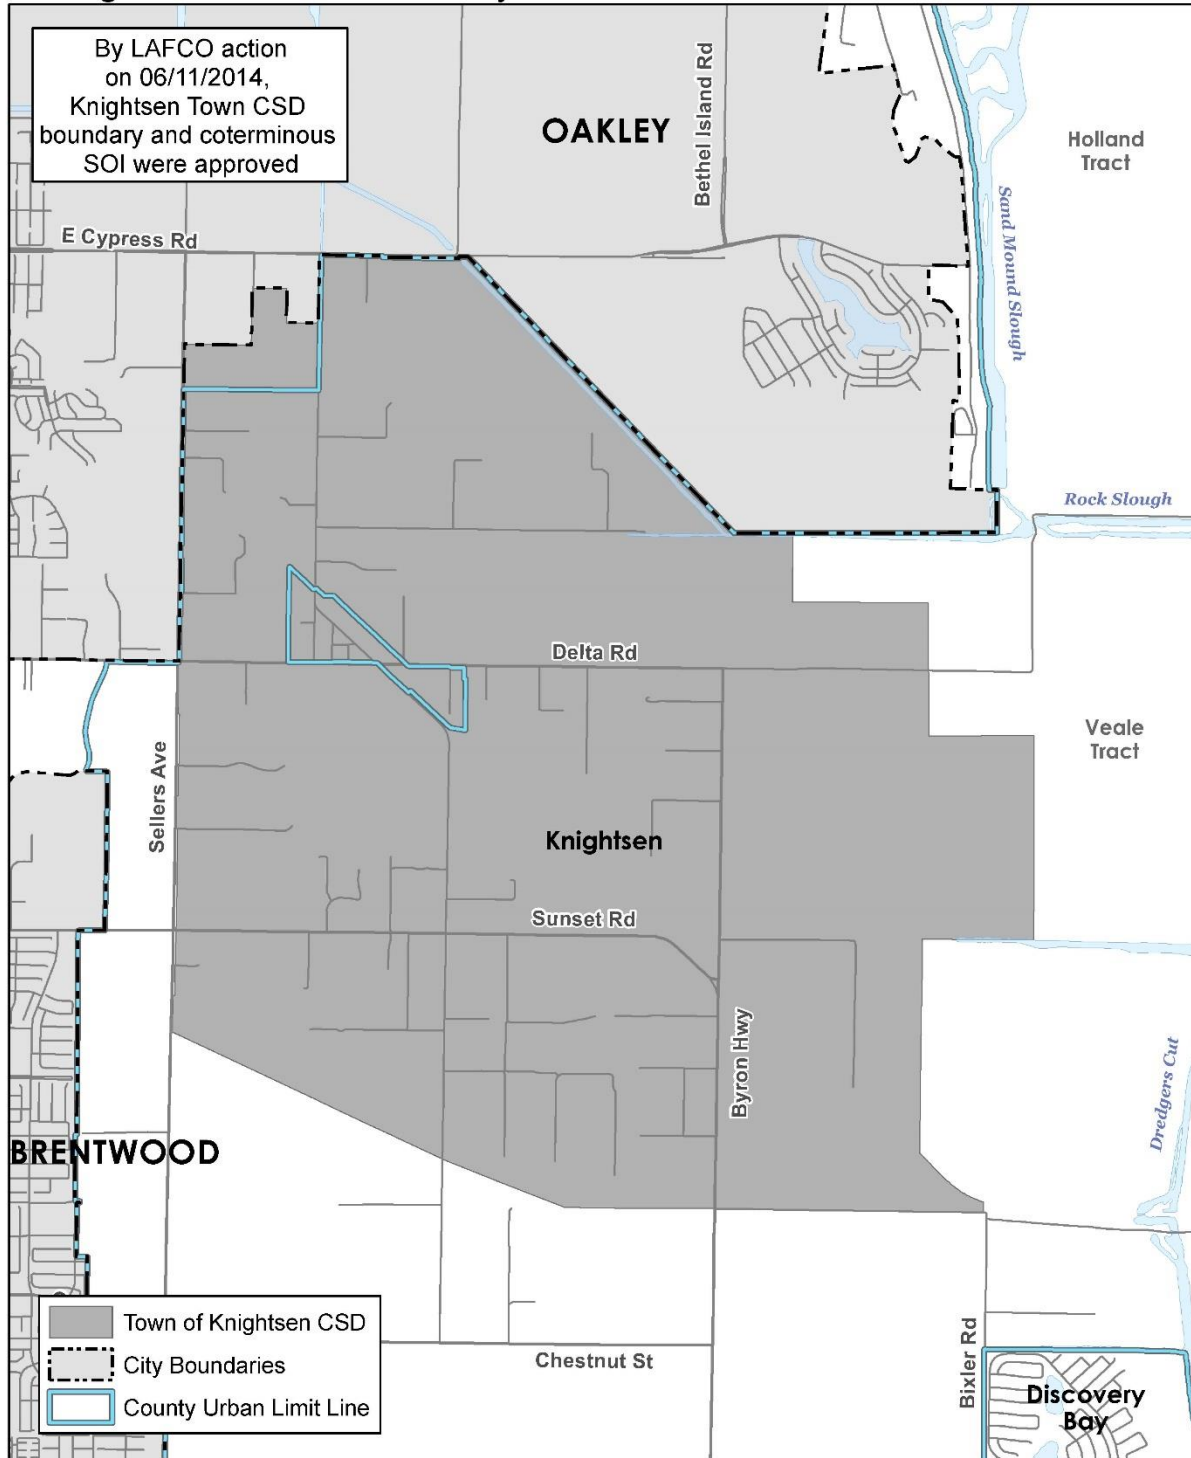 By LAFCO action
on 06/11/2014,
Knightsen Town CSD
boundary and coterminous
SOI were approved
OAKLEY
Bethel Island Rd
Holland
Tract
Sand Mound Slough
E Cypress Rd
Rock Slough
Delta Rd
Veale
Tract
Sellers Ave
Knightsen
Sunset Rd
Byron Hwy
Dredgers Cut
BRENTWOOD
Town of Knightsen CSD
City Boundaries
County Urban Limit Line
Chestnut St
Bixler Rd
Discovery
Bay